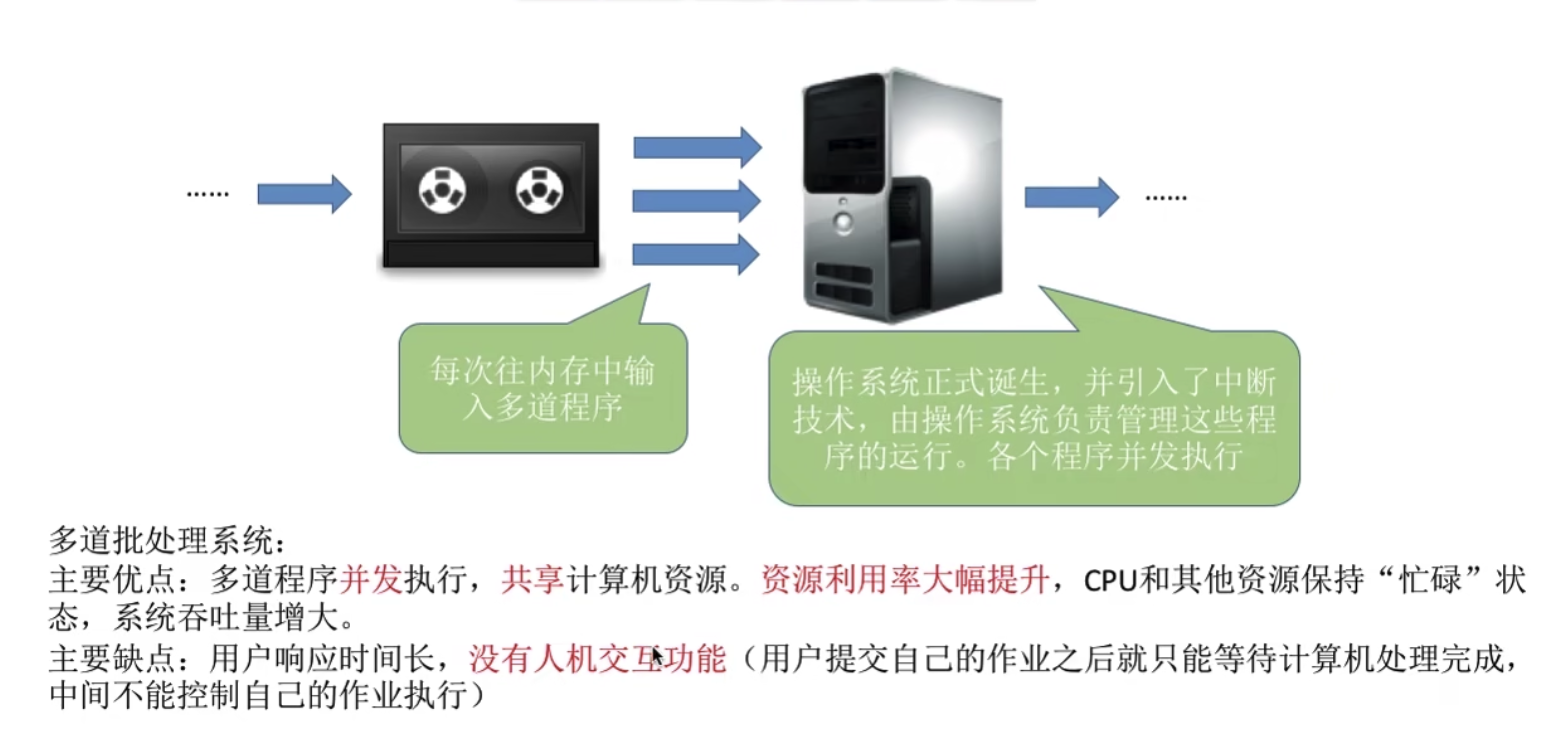 ……
……
每次往内存中输
入多道程序
操作系统正式诞生，并引入了中断
技术，由操作系统负责管理这些程
序的运行。各个程序并发执行
多道批处理系统：
主要优点：多道程序并发执行，共享计算机资源。资源利用率大幅提升，CPU和其他资源保持“忙碌”状
态，系统吞吐量增大。
主要缺点：用户响应时间长，没有人机交互功能（用户提交自己的作业之后就只能等待计算机处理完成，
中间不能控制自己的作业执行）